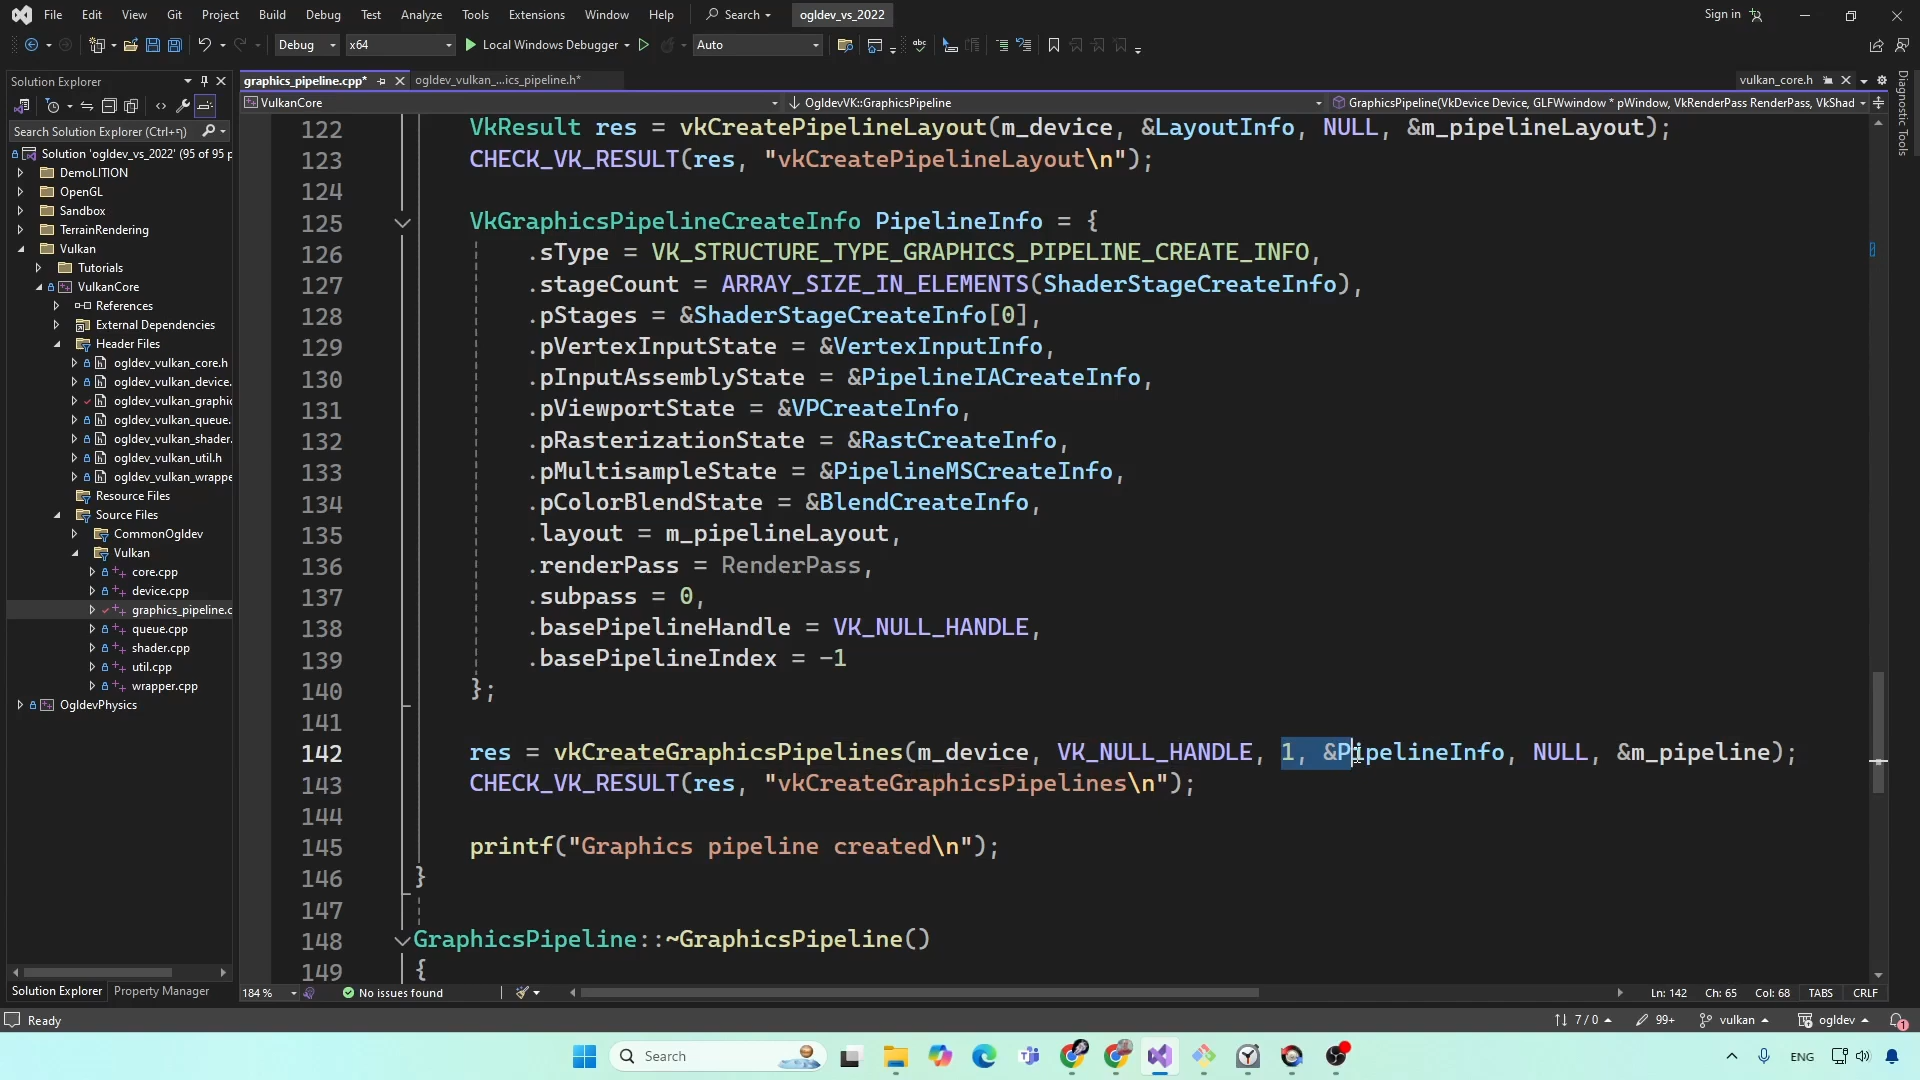 File Edit View Git Project Build Debug Test Analyze Tools Extensions Window Help Search ogldev_vs_2022 Sign in
Debug x64 Local Windows Debugger Auto
Solution Explorer
Search Solution Explorer (Ctrl+ר)
Solution 'ogldev_vs_2022' (95 of 95 p
DemoLITION
OpenGL
Sandbox
TerrainRendering
Vulkan
Tutorials
VulkanCore
References
External Dependencies
Header Files
ogldev_vulkan_core.h
ogldev_vulkan_device.
ogldev_vulkan_graphic
ogldev_vulkan_queue.
ogldev_vulkan_shader.
ogldev_vulkan_util.h
ogldev_vulkan_wrappe
Resource Files
Source Files
CommonOgldev
Vulkan
core.cpp
device.cpp
graphics_pipeline.c
queue.cpp
shader.cpp
util.cpp
wrapper.cpp
OgldevPhysics
Solution Explorer Property Manager
graphics_pipeline.cpp* ogldev_vulkan_...ics_pipeline.h* vulkan_core.h
VulkanCore OgldevVK::GraphicsPipeline GraphicsPipeline(VkDevice Device, GLFWwindow * pWindow, VkRenderPass RenderPass, VkShad
122 VkResult res = vkCreatePipelineLayout(m_device, &LayoutInfo, NULL, &m_pipelineLayout);
123 CHECK_VK_RESULT(res, "vkCreatePipelineLayout\n");
124
125 VkGraphicsPipelineCreateInfo PipelineInfo = {
126 .sType = VK_STRUCTURE_TYPE_GRAPHICS_PIPELINE_CREATE_INFO,
127 .stageCount = ARRAY_SIZE_IN_ELEMENTS(ShaderStageCreateInfo),
128 .pStages = &ShaderStageCreateInfo[0],
129 .pVertexInputState = &VertexInputInfo,
130 .pInputAssemblyState = &PipelineIACreateInfo,
131 .pViewportState = &VPCreateInfo,
132 .pRasterizationState = &RastCreateInfo,
133 .pMultisampleState = &PipelineMSCreateInfo,
134 .pColorBlendState = &BlendCreateInfo,
135 .layout = m_pipelineLayout,
136 .renderPass = RenderPass,
137 .subpass = 0,
138 .basePipelineHandle = VK_NULL_HANDLE,
139 .basePipelineIndex = -1
140 };
141
142 res = vkCreateGraphicsPipelines(m_device, VK_NULL_HANDLE, 1, &PipelineInfo, NULL, &m_pipeline);
143 CHECK_VK_RESULT(res, "vkCreateGraphicsPipelines\n");
144
145 printf("Graphics pipeline created\n");
146 }
147
148 GraphicsPipeline::~GraphicsPipeline()
149 {
184 % No issues found Ln: 142 Ch: 65 Col: 68 TABS CRLF
Diagnostic Tools
Ready 7 / 0 99+ vulkan ogldev 1
Search ENG